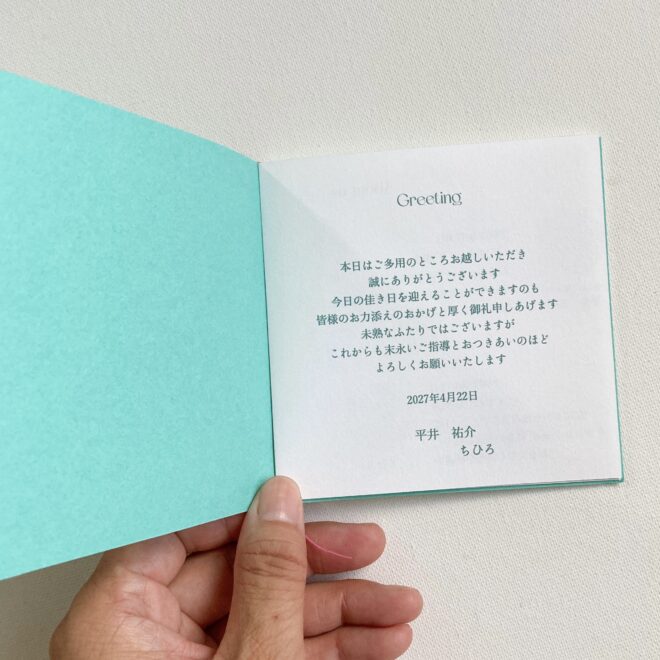 Greeting
本日はご多用のところお越しいただき
誠にありがとうございます
今日の佳き日を迎えることができますのも
皆様のお力添えのおかげと厚く御礼申しあげます
未熟なふたりではございますが
これからも末永いご指導とおつきあいのほど
よろしくお願いいたします
2027年4月22日
平井　祐介
ちひろ